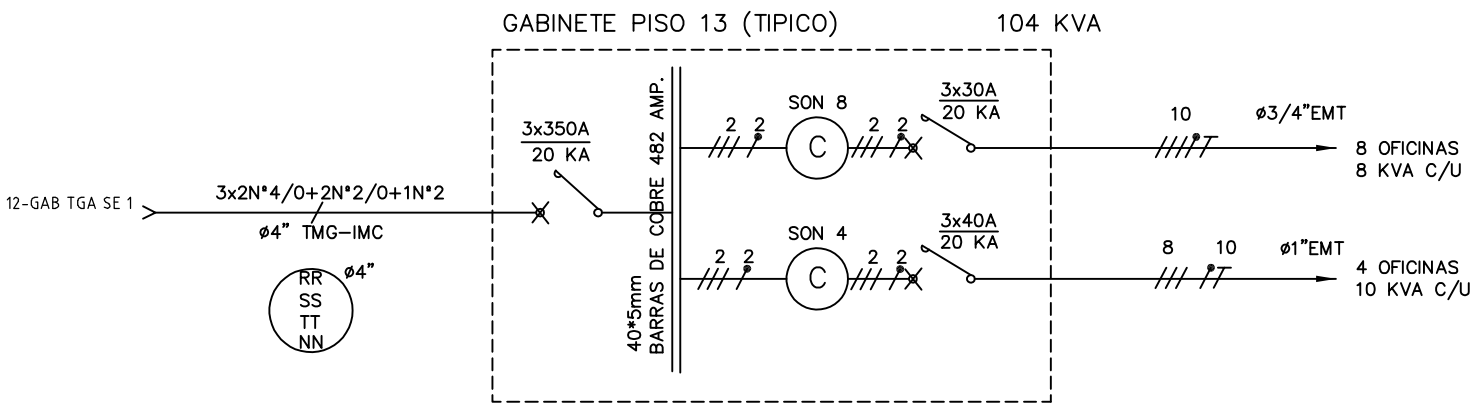 GABINETE PISO 13 (TIPICO)
104 KVA
12-GAB TGA SE 1
3x2N°4/0+2N°2/0+1N°2
ø4" TMG-IMC
ø4"
RR
SS
TT
NN
3x350A
20 KA
40*5mm
BARRAS DE COBRE 482 AMP.
2 2
SON 8
C
2 2
3x30A
20 KA
10
ø3/4"EMT
8 OFICINAS
8 KVA C/U
2 2
SON 4
C
2 2
3x40A
20 KA
8 10
ø1"EMT
4 OFICINAS
10 KVA C/U